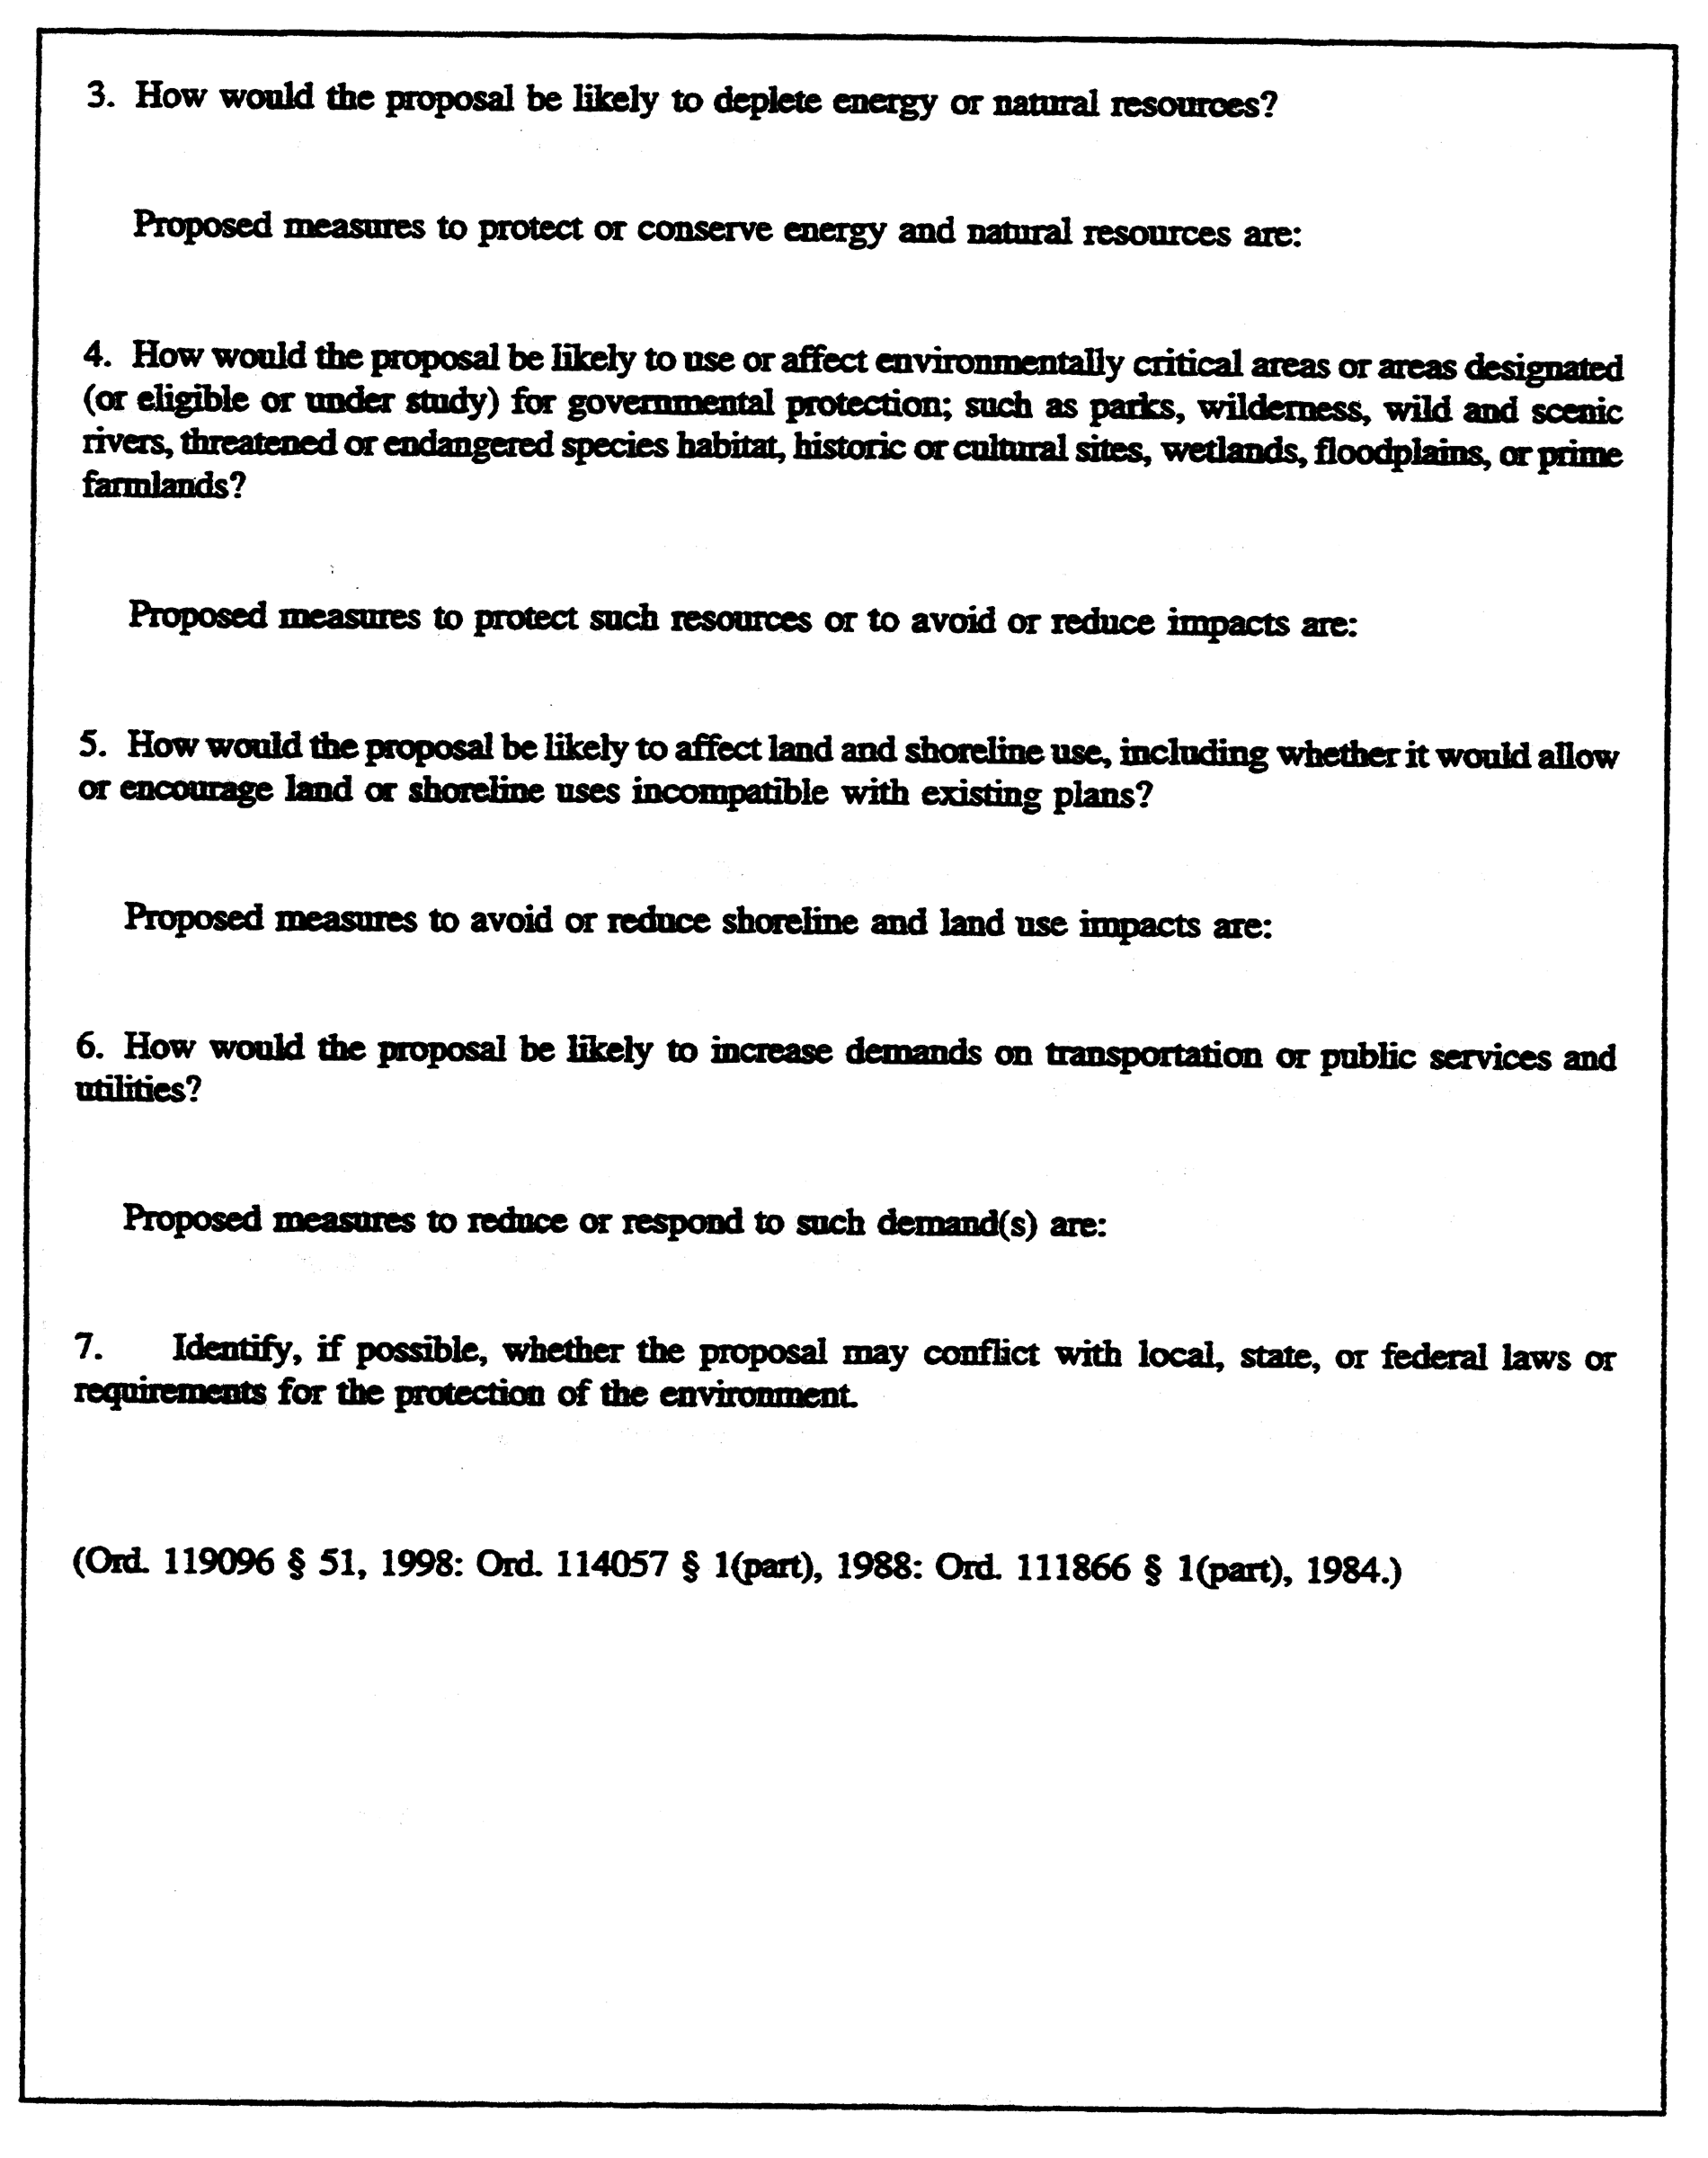 3. How would the proposal be likely to deplete energy or natural resources?
Proposed measures to protect or conserve energy and natural resources are:
4. How would the proposal be likely to use or affect environmentally critical areas or areas designated
(or eligible or under study) for governmental protection; such as parks, wilderness, wild and scenic
rivers, threatened or endangered species habitat, historic or cultural sites, wetlands, floodplains, or prime
farmlands?
Proposed measures to protect such resources or to avoid or reduce impacts are:
5. How would the proposal be likely to affect land and shoreline use, including whether it would allow
or encourage land or shoreline uses incompatible with existing plans?
Proposed measures to avoid or reduce shoreline and land use impacts are:
6. How would the proposal be likely to increase demands on transportation or public services and
utilities?
Proposed measures to reduce or respond to such demand(s) are:
7. Identify, if possible, whether the proposal may conflict with local, state, or federal laws or
requirements for the protection of the environment.
(Ord. 119096 § 51, 1998: Ord. 114057 § 1(part), 1988: Ord. 111866 § 1(part), 1984.)